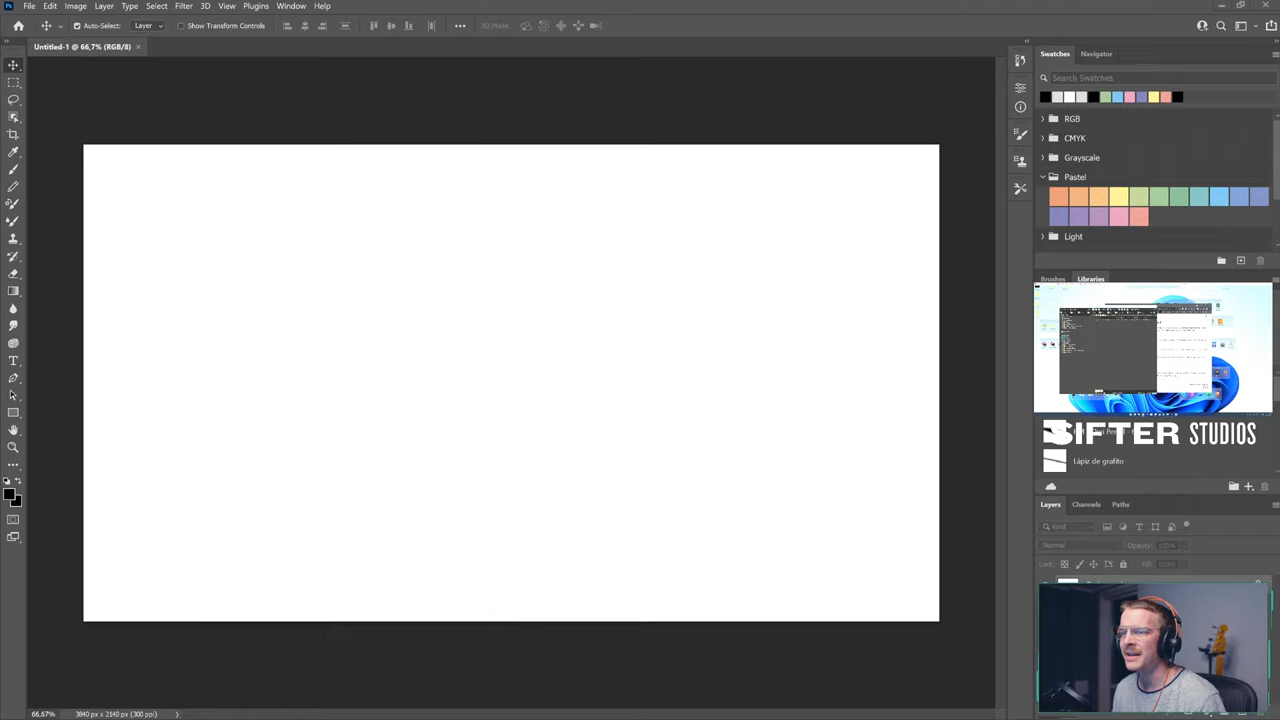 File Edit Image Layer Type Select Filter 3D View Plugins Window Help
Auto-Select: Layer Show Transform Controls 3D Mode:
Untitled-1 @ 66,7% (RGB/8)
Swatches Navigator
Search Swatches
RGB
CMYK
Grayscale
Pastel
Light
Brushes Libraries
SIFTER STUDIOS
Lápiz de grafito
Layers Channels Paths
Kind
Normal Opacity: 100%
Lock: Fill: 100%
66,67% 3840 px x 2140 px (300 ppi)